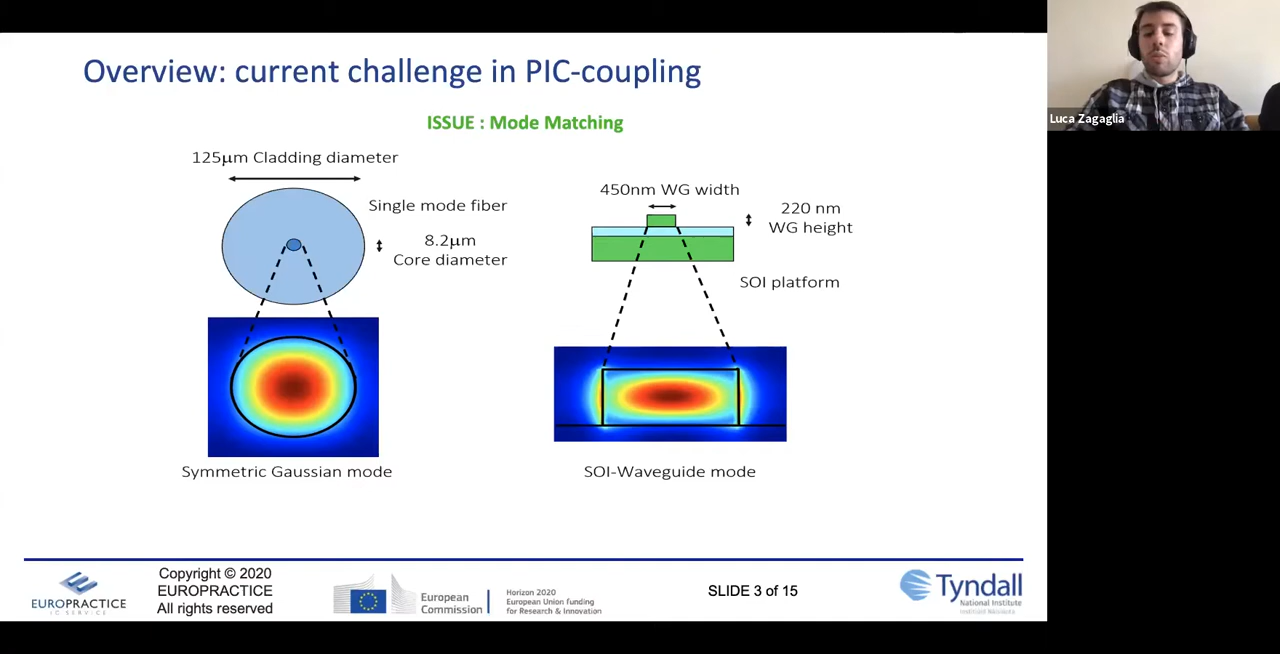 Overview: current challenge in PIC-coupling
ISSUE : Mode Matching
125μm Cladding diameter
Single mode fiber
8.2μm
Core diameter
Symmetric Gaussian mode
450nm WG width
220 nm
WG height
SOI platform
SOI-Waveguide mode
Luca Zagaglia
EUROPRACTICE
IC SERVICE
Copyright © 2020
EUROPRACTICE
All rights reserved
European
Commission
Horizon 2020
European Union funding
for Research & Innovation
SLIDE 3 of 15
Tyndall
National Institute